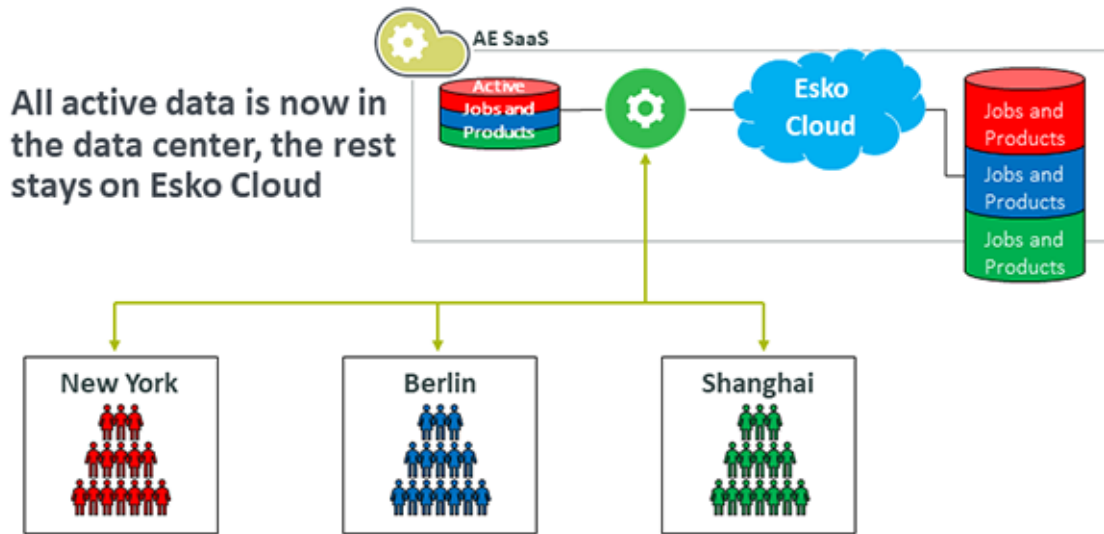 AE SaaS
All active data is now in
the data center, the rest
stays on Esko Cloud
Active
Jobs and
Products
Esko
Cloud
Jobs and
Products
Jobs and
Products
Jobs and
Products
New York
Berlin
Shanghai